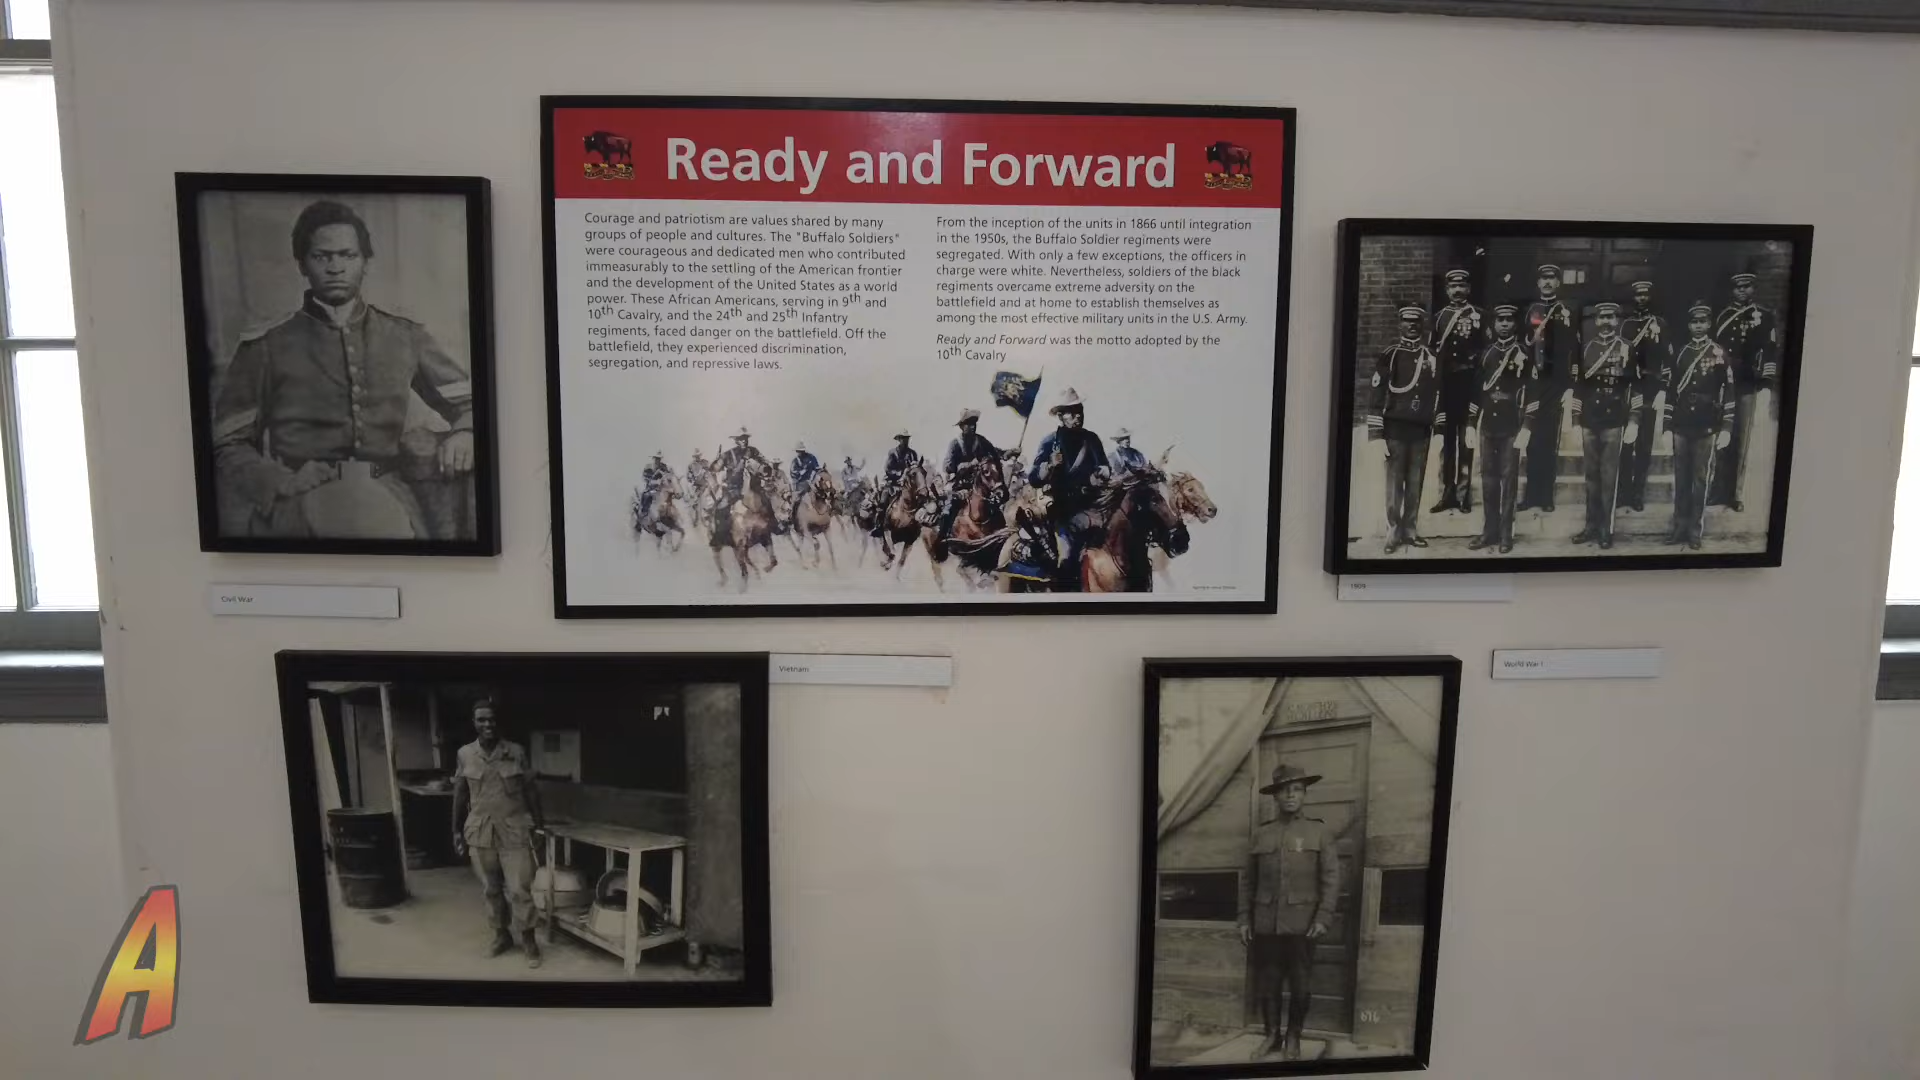 Ready and Forward
Courage and patriotism are values shared by many
groups of people and cultures. The "Buffalo Soldiers"
were courageous and dedicated men who contributed
immeasurably to the settling of the American frontier
and the development of the United States as a world
power. These African Americans, serving in 9th and
10th Cavalry, and the 24th and 25th Infantry
regiments, faced danger on the battlefield. Off the
battlefield, they experienced discrimination,
segregation, and repressive laws.
From the inception of the units in 1866 until integration
in the 1950s, the Buffalo Soldier regiments were
segregated. With only a few exceptions, the officers in
charge were white. Nevertheless, soldiers of the black
regiments overcame extreme adversity on the
battlefield and at home to establish themselves as
among the most effective military units in the U.S. Army.
Ready and Forward was the motto adopted by the
10th Cavalry
Civil War
Vietnam
World War I
A